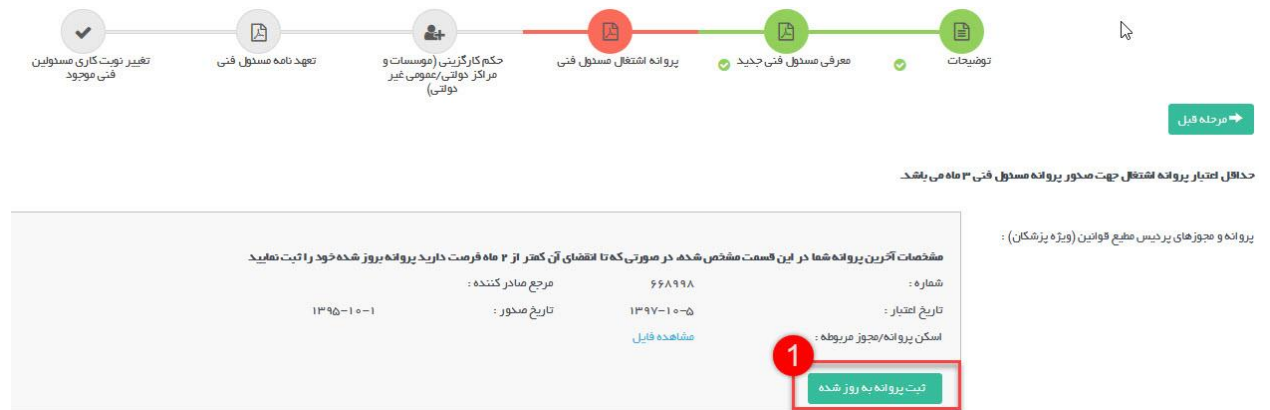 توضیحات
معرفی مسئول فنی جدید
پروانه اشتغال مسئول فنی
حکم کارگزینی (موسسات و
مراکز دولتی/عمومی غیر
دولتی)
تعهد نامه مسئول فنی
تغییر نوبت کاری مسئولین
فنی موجود
مرحله قبل
حداقل اعتبار پروانه اشتغال جهت صدور پروانه مسئول فنی ۳ ماه می باشد.
پروانه و مجوزهای پردیس مطیع قوانین (ویژه پزشکان) :
مشخصات آخرین پروانه شما در این قسمت مشخص شده، در صورتی که تا انقضای آن کمتر از ۲ ماه فرصت دارید پروانه بروز شده خود را ثبت نمایید
شماره : ۶۶۸۹۹۸ مرجع صادر کننده :
تاریخ اعتبار : ۱۳۹۷-۱۰-۵ تاریخ صدور : ۱۳۹۵-۱۰-۱
اسکن پروانه/مجوز مربوطه : مشاهده فایل
1
ثبت پروانه به روز شده